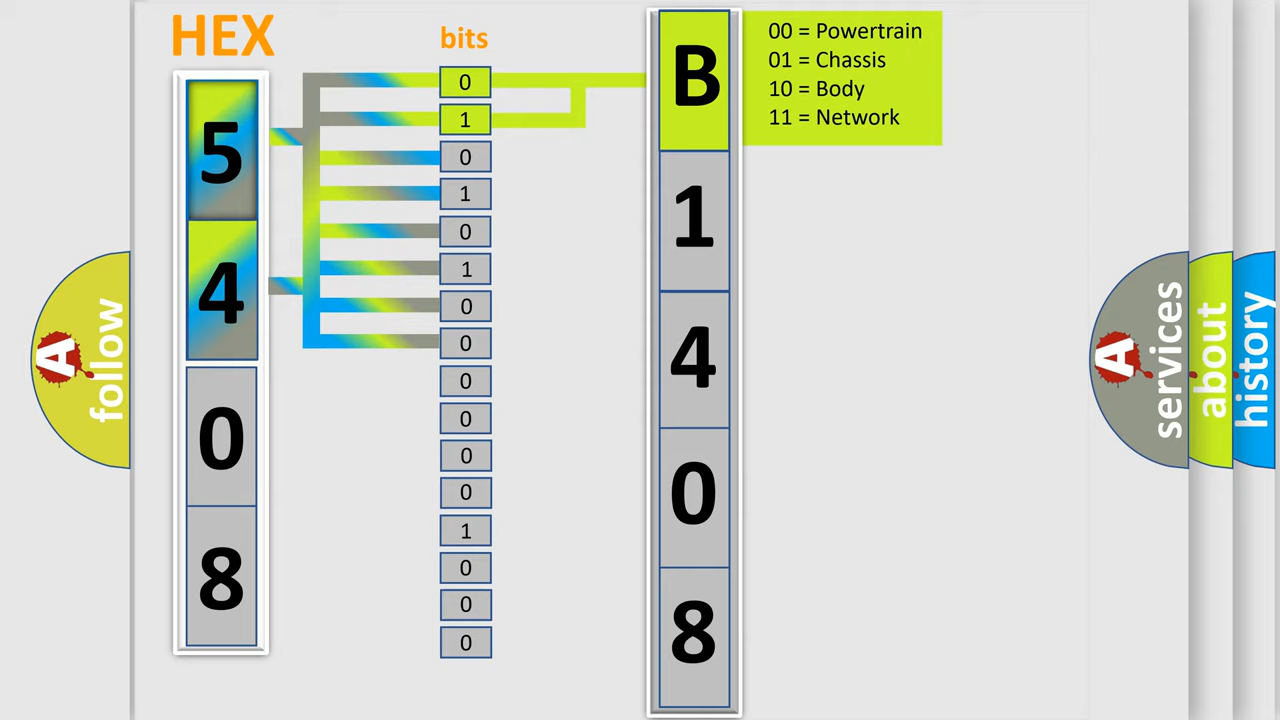 HEX
bits
5
4
0
8
0
1
0
1
0
1
0
0
0
0
0
0
1
0
0
0
B
1
4
0
8
00 = Powertrain
01 = Chassis
10 = Body
11 = Network
A
follow
A
services
about
history